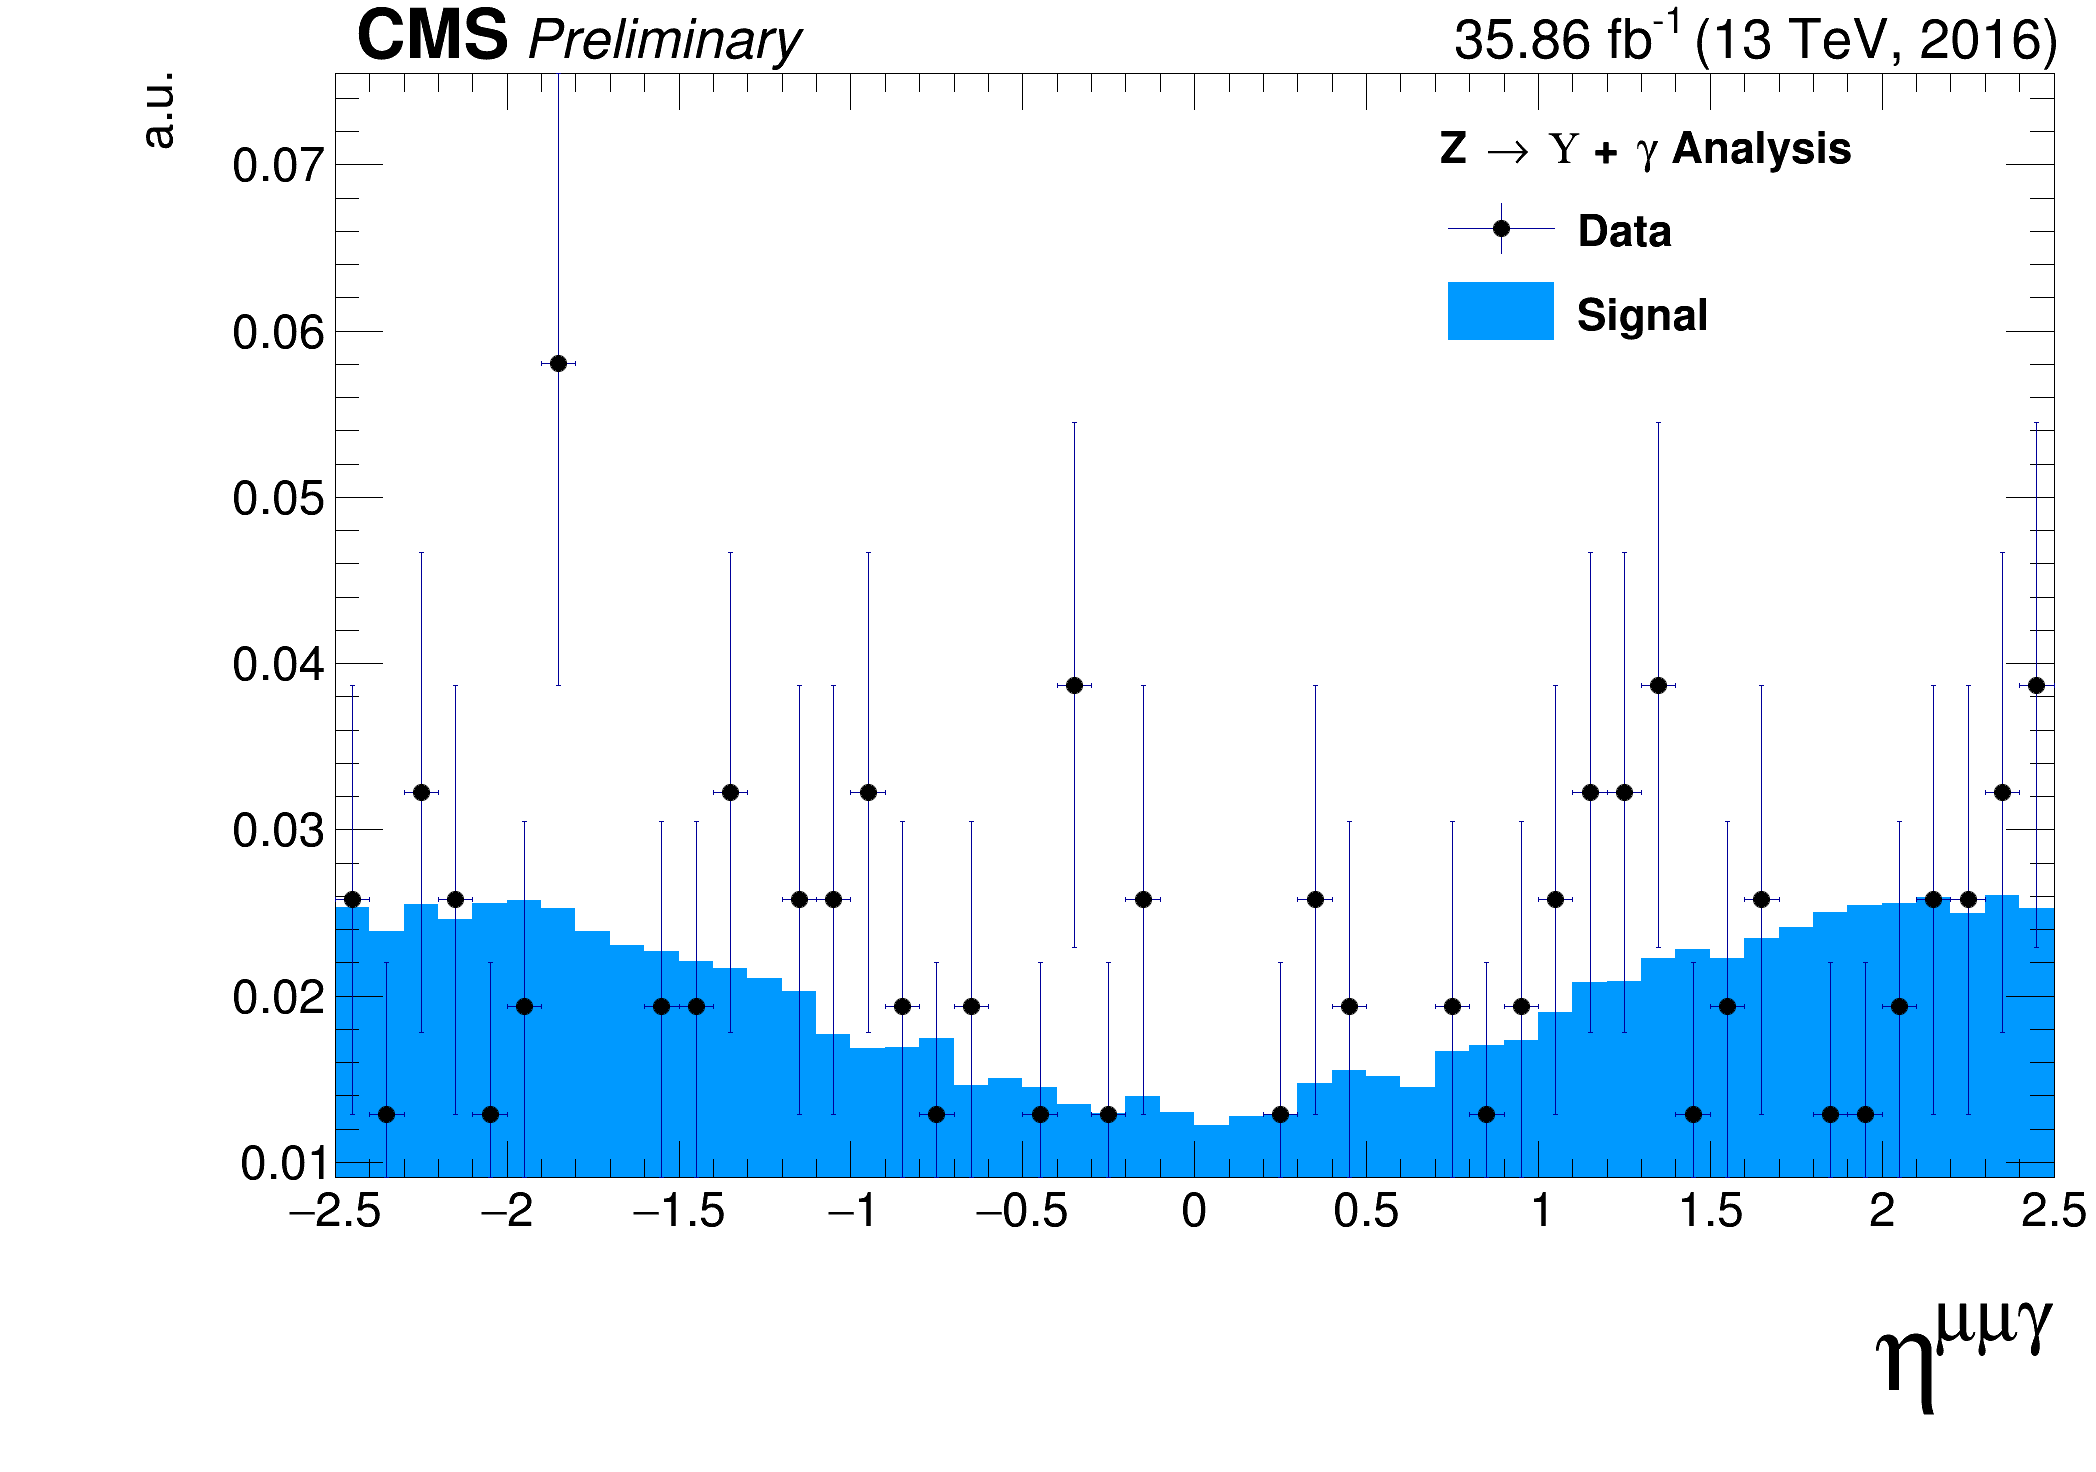 CMS Preliminary 35.86 fb⁻¹ (13 TeV, 2016)
a.u.
Z → Υ + γ Analysis
Data
Signal
0.07
0.06
0.05
0.04
0.03
0.02
0.01
−2.5 −2 −1.5 −1 −0.5 0 0.5 1 1.5 2 2.5
η^μμγ